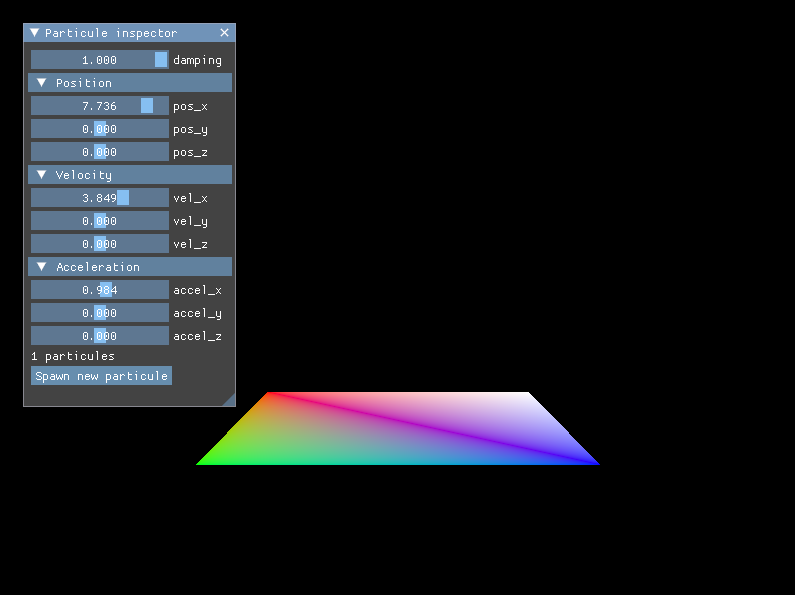 Particule inspector
1.000 damping
Position
7.736 pos_x
0.000 pos_y
0.000 pos_z
Velocity
3.849 vel_x
0.000 vel_y
0.000 vel_z
Acceleration
0.984 accel_x
0.000 accel_y
0.000 accel_z
1 particules
Spawn new particule